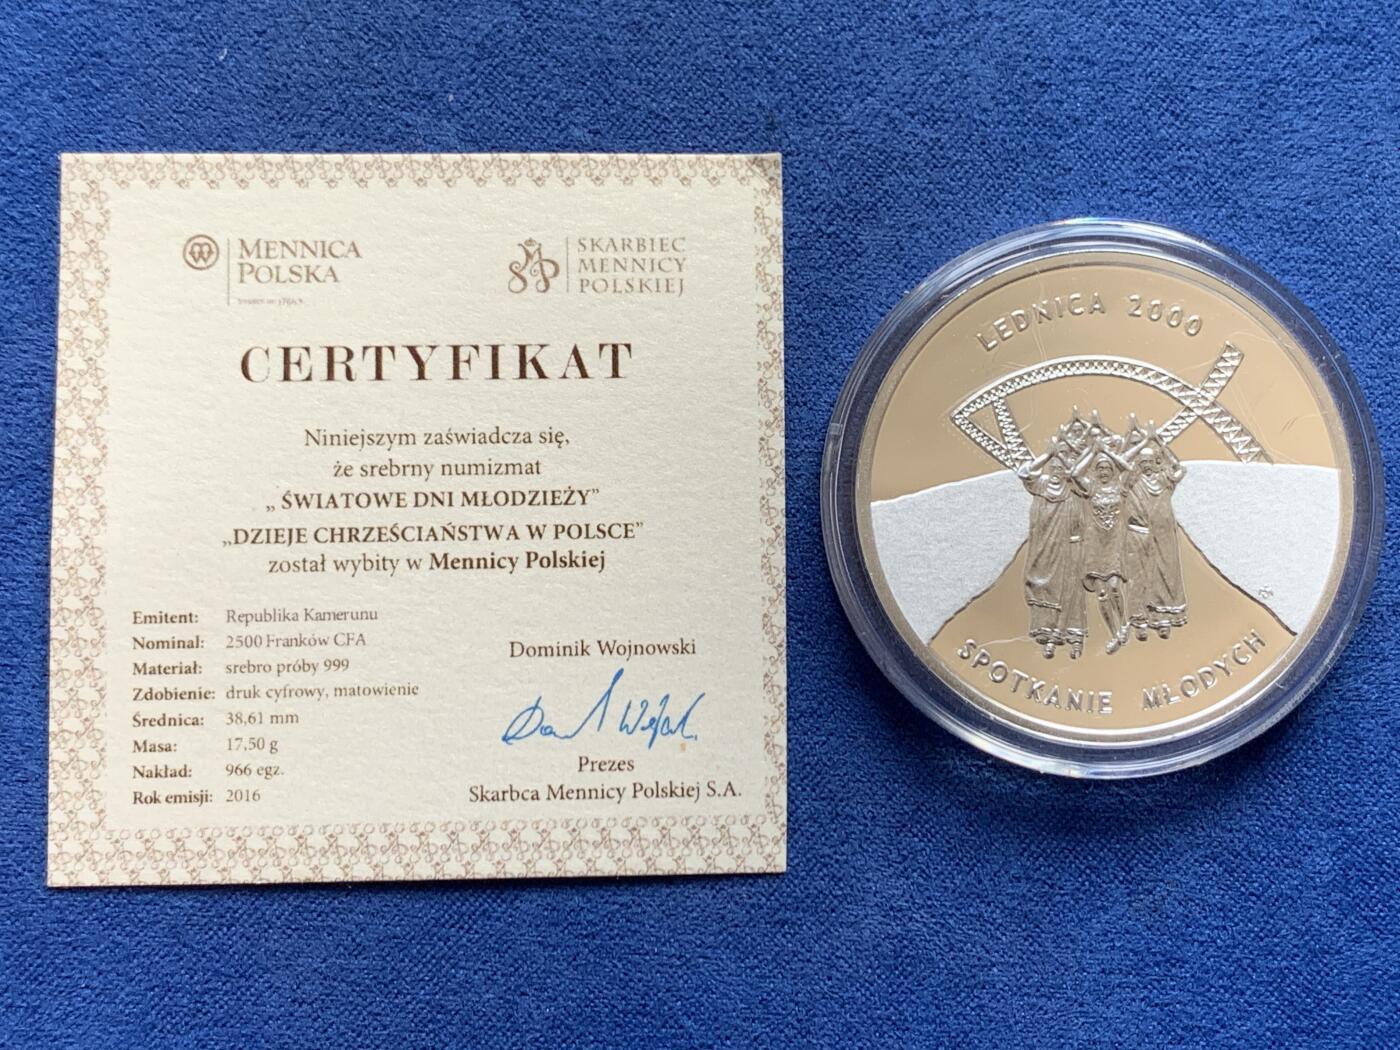 MENNICA
POLSKA
SKARBIEC
MENNICY
POLSKIEJ
CERTYFIKAT
Niniejszym zaświadcza się,
że srebrny numizmat
„ ŚWIATOWE DNI MŁODZIEŻY”
„DZIEJE CHRZEŚCIAŃSTWA W POLSCE”
został wybity w Mennicy Polskiej
Emitent: Republika Kamerunu
Nominał: 2500 Franków CFA
Materiał: srebro próby 999
Zdobienie: druk cyfrowy, matowienie
Średnica: 38,61 mm
Masa: 17,50 g
Nakład: 966 egz.
Rok emisji: 2016
Dominik Wojnowski
Prezes
Skarbca Mennicy Polskiej S.A.
LEDNICA 2000
SPOTKANIE MŁODYCH